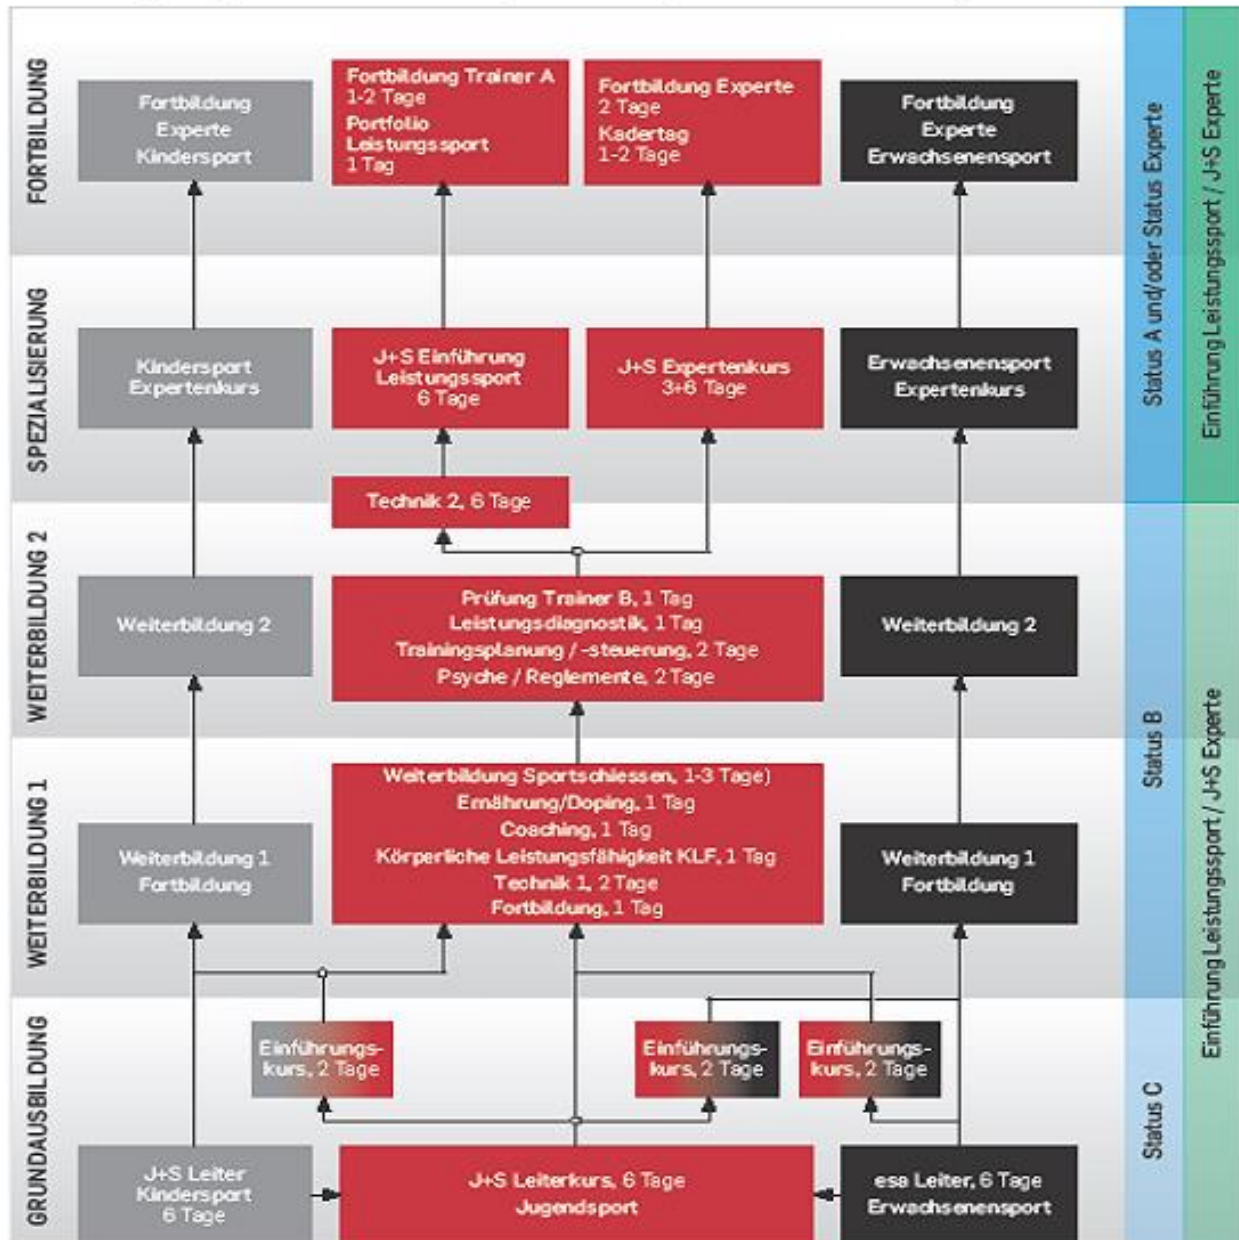 FORTBILDUNG
Fortbildung
Experte
Kindersport
Fortbildung Trainer A
1-2 Tage
Portfolio
Leistungssport
1 Tag
Fortbildung Experte
2 Tage
Kadertag
1-2 Tage
Fortbildung
Experte
Erwachsenensport
SPEZIALISIERUNG
Kindersport
Expertenkurs
J+S Einführung
Leistungssport
6 Tage
J+S Expertenkurs
3+6 Tage
Erwachsenensport
Expertenkurs
Technik 2, 6 Tage
WEITERBILDUNG 2
Weiterbildung 2
Prüfung Trainer B, 1 Tag
Leistungsdiagnostik, 1 Tag
Trainingsplanung / -steuerung, 2 Tage
Psyche / Reglemente, 2 Tage
Weiterbildung 2
WEITERBILDUNG 1
Weiterbildung 1
Fortbildung
Weiterbildung Sportschiessen, 1-3 Tage)
Ernährung/Doping, 1 Tag
Coaching, 1 Tag
Körperliche Leistungsfähigkeit KLF, 1 Tag
Technik 1, 2 Tage
Fortbildung, 1 Tag
Weiterbildung 1
Fortbildung
GRUNDAUSBILDUNG
Einführungs-
kurs, 2 Tage
Einführungs-
kurs, 2 Tage
Einführungs-
kurs, 2 Tage
J+S Leiter
Kindersport
6 Tage
J+S Leiterkurs, 6 Tage
Jugendsport
esa Leiter, 6 Tage
Erwachsenensport
Status A und/oder Status Experte
Status B
Status C
Einführung Leistungssport / J+S Experte
Einführung Leistungssport / J+S Experte